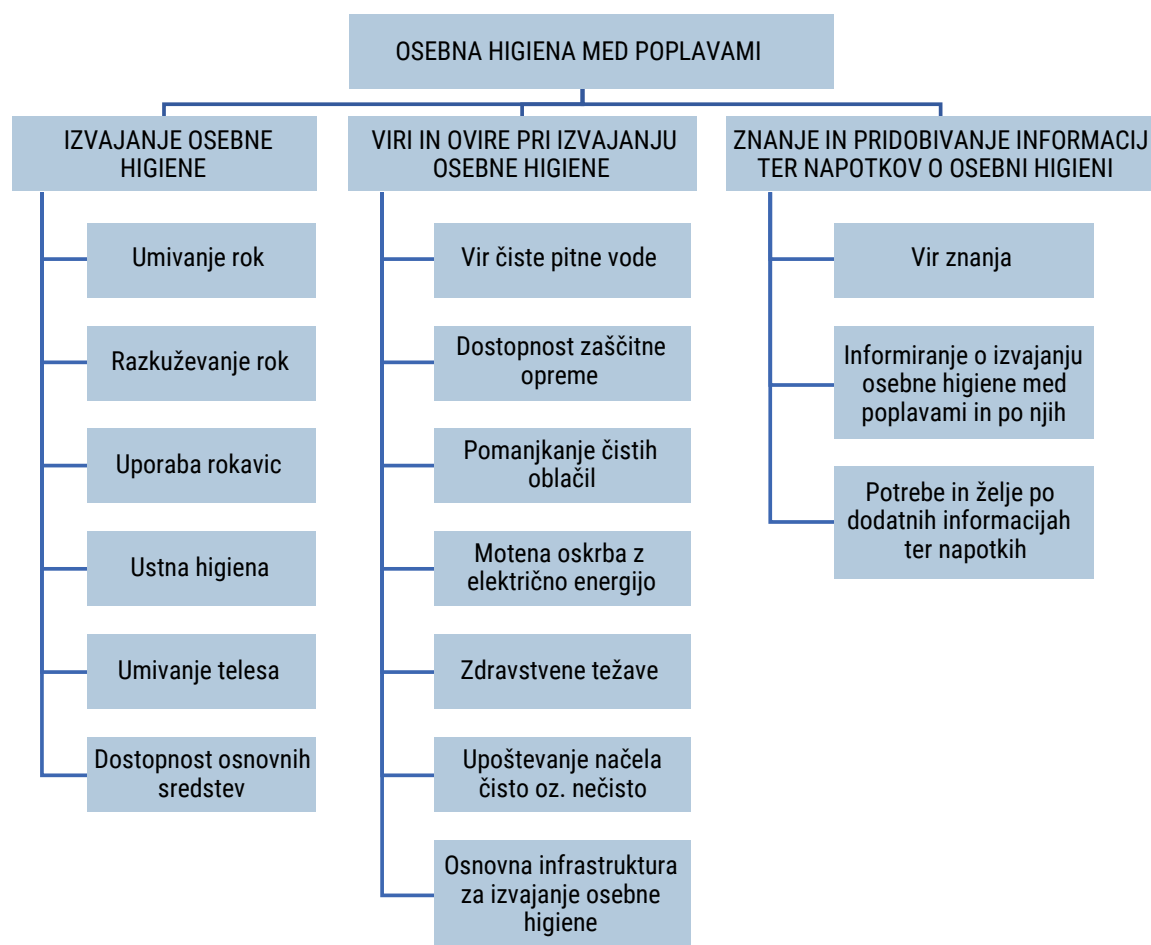 OSEBNA HIGIENA MED POPLAVAMI
IZVAJANJE OSEBNE
HIGIENE
Umivanje rok
Razkuževanje rok
Uporaba rokavic
Ustna higiena
Umivanje telesa
Dostopnost osnovnih
sredstev
VIRI IN OVIRE PRI IZVAJANJU
OSEBNE HIGIENE
Vir čiste pitne vode
Dostopnost zaščitne
opreme
Pomanjkanje čistih
oblačil
Motena oskrba z
električno energijo
Zdravstvene težave
Upoštevanje načela
čisto oz. nečisto
Osnovna infrastruktura
za izvajanje osebne
higiene
ZNANJE IN PRIDOBIVANJE INFORMACIJ
TER NAPOTKOV O OSEBNI HIGIENI
Vir znanja
Informiranje o izvajanju
osebne higiene med
poplavami in po njih
Potrebe in želje po
dodatnih informacijah
ter napotkih